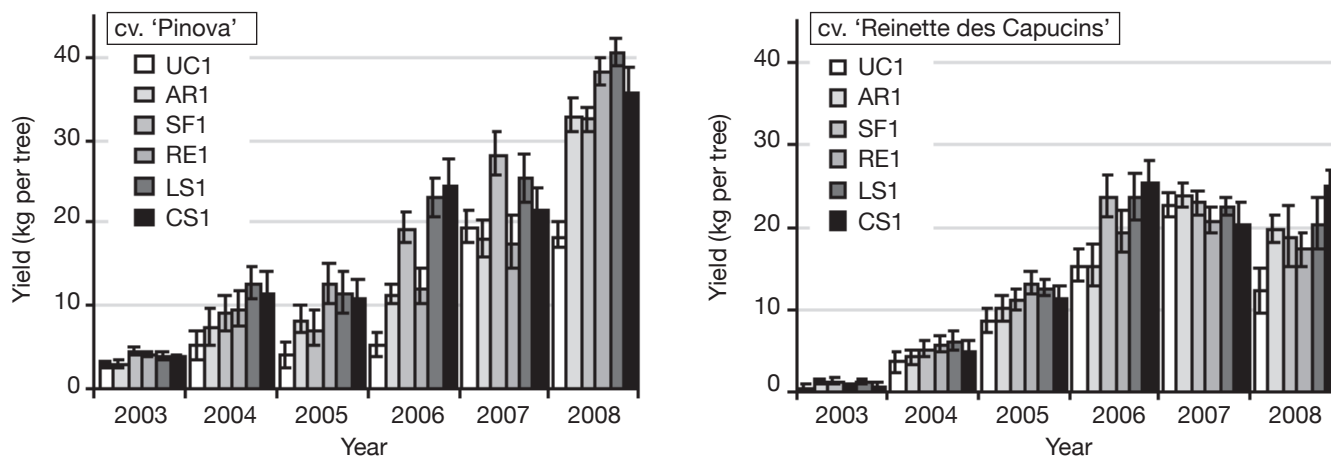 cv. ‘Pinova’
UC1
AR1
SF1
RE1
LS1
CS1
Yield (kg per tree)
40
30
20
10
0
2003 2004 2005 2006 2007 2008
Year
cv. ‘Reinette des Capucins’
UC1
AR1
SF1
RE1
LS1
CS1
Yield (kg per tree)
40
30
20
10
0
2003 2004 2005 2006 2007 2008
Year